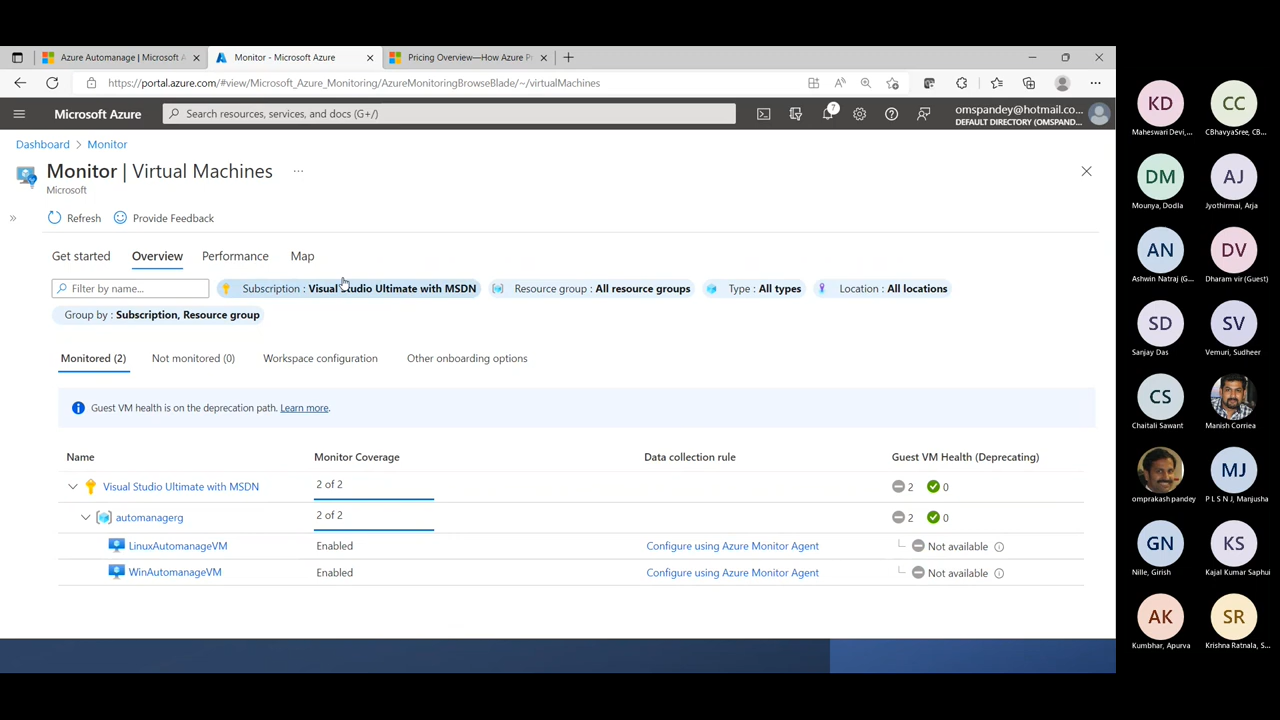 Azure Automanage | Microsoft A
Monitor - Microsoft Azure
Pricing Overview—How Azure Pr
https://portal.azure.com/#view/Microsoft_Azure_Monitoring/AzureMonitoringBrowseBlade/~/virtualMachines
Microsoft Azure
Search resources, services, and docs (G+/)
7
omspandey@hotmail.co...
DEFAULT DIRECTORY (OMSPAND...
Dashboard > Monitor
Monitor | Virtual Machines ...
Microsoft
Refresh
Provide Feedback
Get started
Overview
Performance
Map
Filter by name...
Subscription : Visual Studio Ultimate with MSDN
Resource group : All resource groups
Type : All types
Location : All locations
Group by : Subscription, Resource group
Monitored (2)
Not monitored (0)
Workspace configuration
Other onboarding options
Guest VM health is on the deprecation path. Learn more.
Name
Monitor Coverage
Data collection rule
Guest VM Health (Deprecating)
Visual Studio Ultimate with MSDN
2 of 2
2
0
automanagerg
2 of 2
2
0
LinuxAutomanageVM
Enabled
Configure using Azure Monitor Agent
Not available
WinAutomanageVM
Enabled
Configure using Azure Monitor Agent
Not available
KD
Maheswari Devi,...
CC
CBhavyaSree, CB...
DM
Mounya, Dodla
AJ
Jyothirmai, Arja
AN
Ashwin Natraj (G...
DV
Dharam vir (Guest)
SD
Sanjay Das
SV
Vemuri, Sudheer
CS
Chaitali Sawant
Manish Corriea
omprakash pandey
MJ
P L S N J, Manjusha
GN
Nille, Girish
KS
Kajal Kumar Saphui
AK
Kumbhar, Apurva
SR
Krishna Ratnala, S...